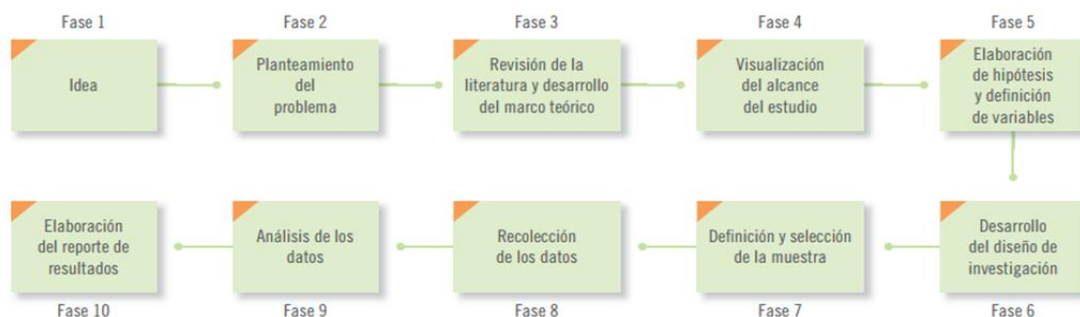 Fase 1
Idea
Fase 2
Planteamiento
del
problema
Fase 3
Revisión de la
literatura y desarrollo
del marco teórico
Fase 4
Visualización
del alcance
del estudio
Fase 5
Elaboración
de hipótesis
y definición
de variables
Desarrollo
del diseño de
investigación
Fase 6
Definición y selección
de la muestra
Fase 7
Recolección
de los datos
Fase 8
Análisis de los
datos
Fase 9
Elaboración
del reporte de
resultados
Fase 10